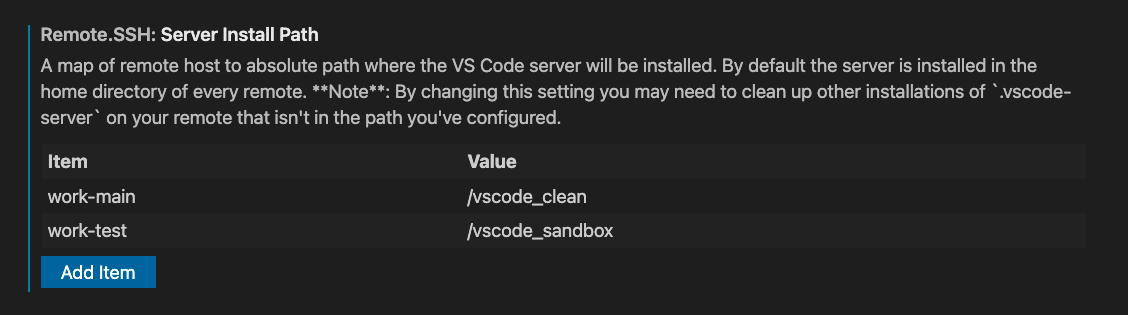 Remote.SSH: Server Install Path
A map of remote host to absolute path where the VS Code server will be installed. By default the server is installed in the
home directory of every remote. **Note**: By changing this setting you may need to clean up other installations of `.vscode-
server` on your remote that isn't in the path you've configured.
Item Value
work-main /vscode_clean
work-test /vscode_sandbox
Add Item